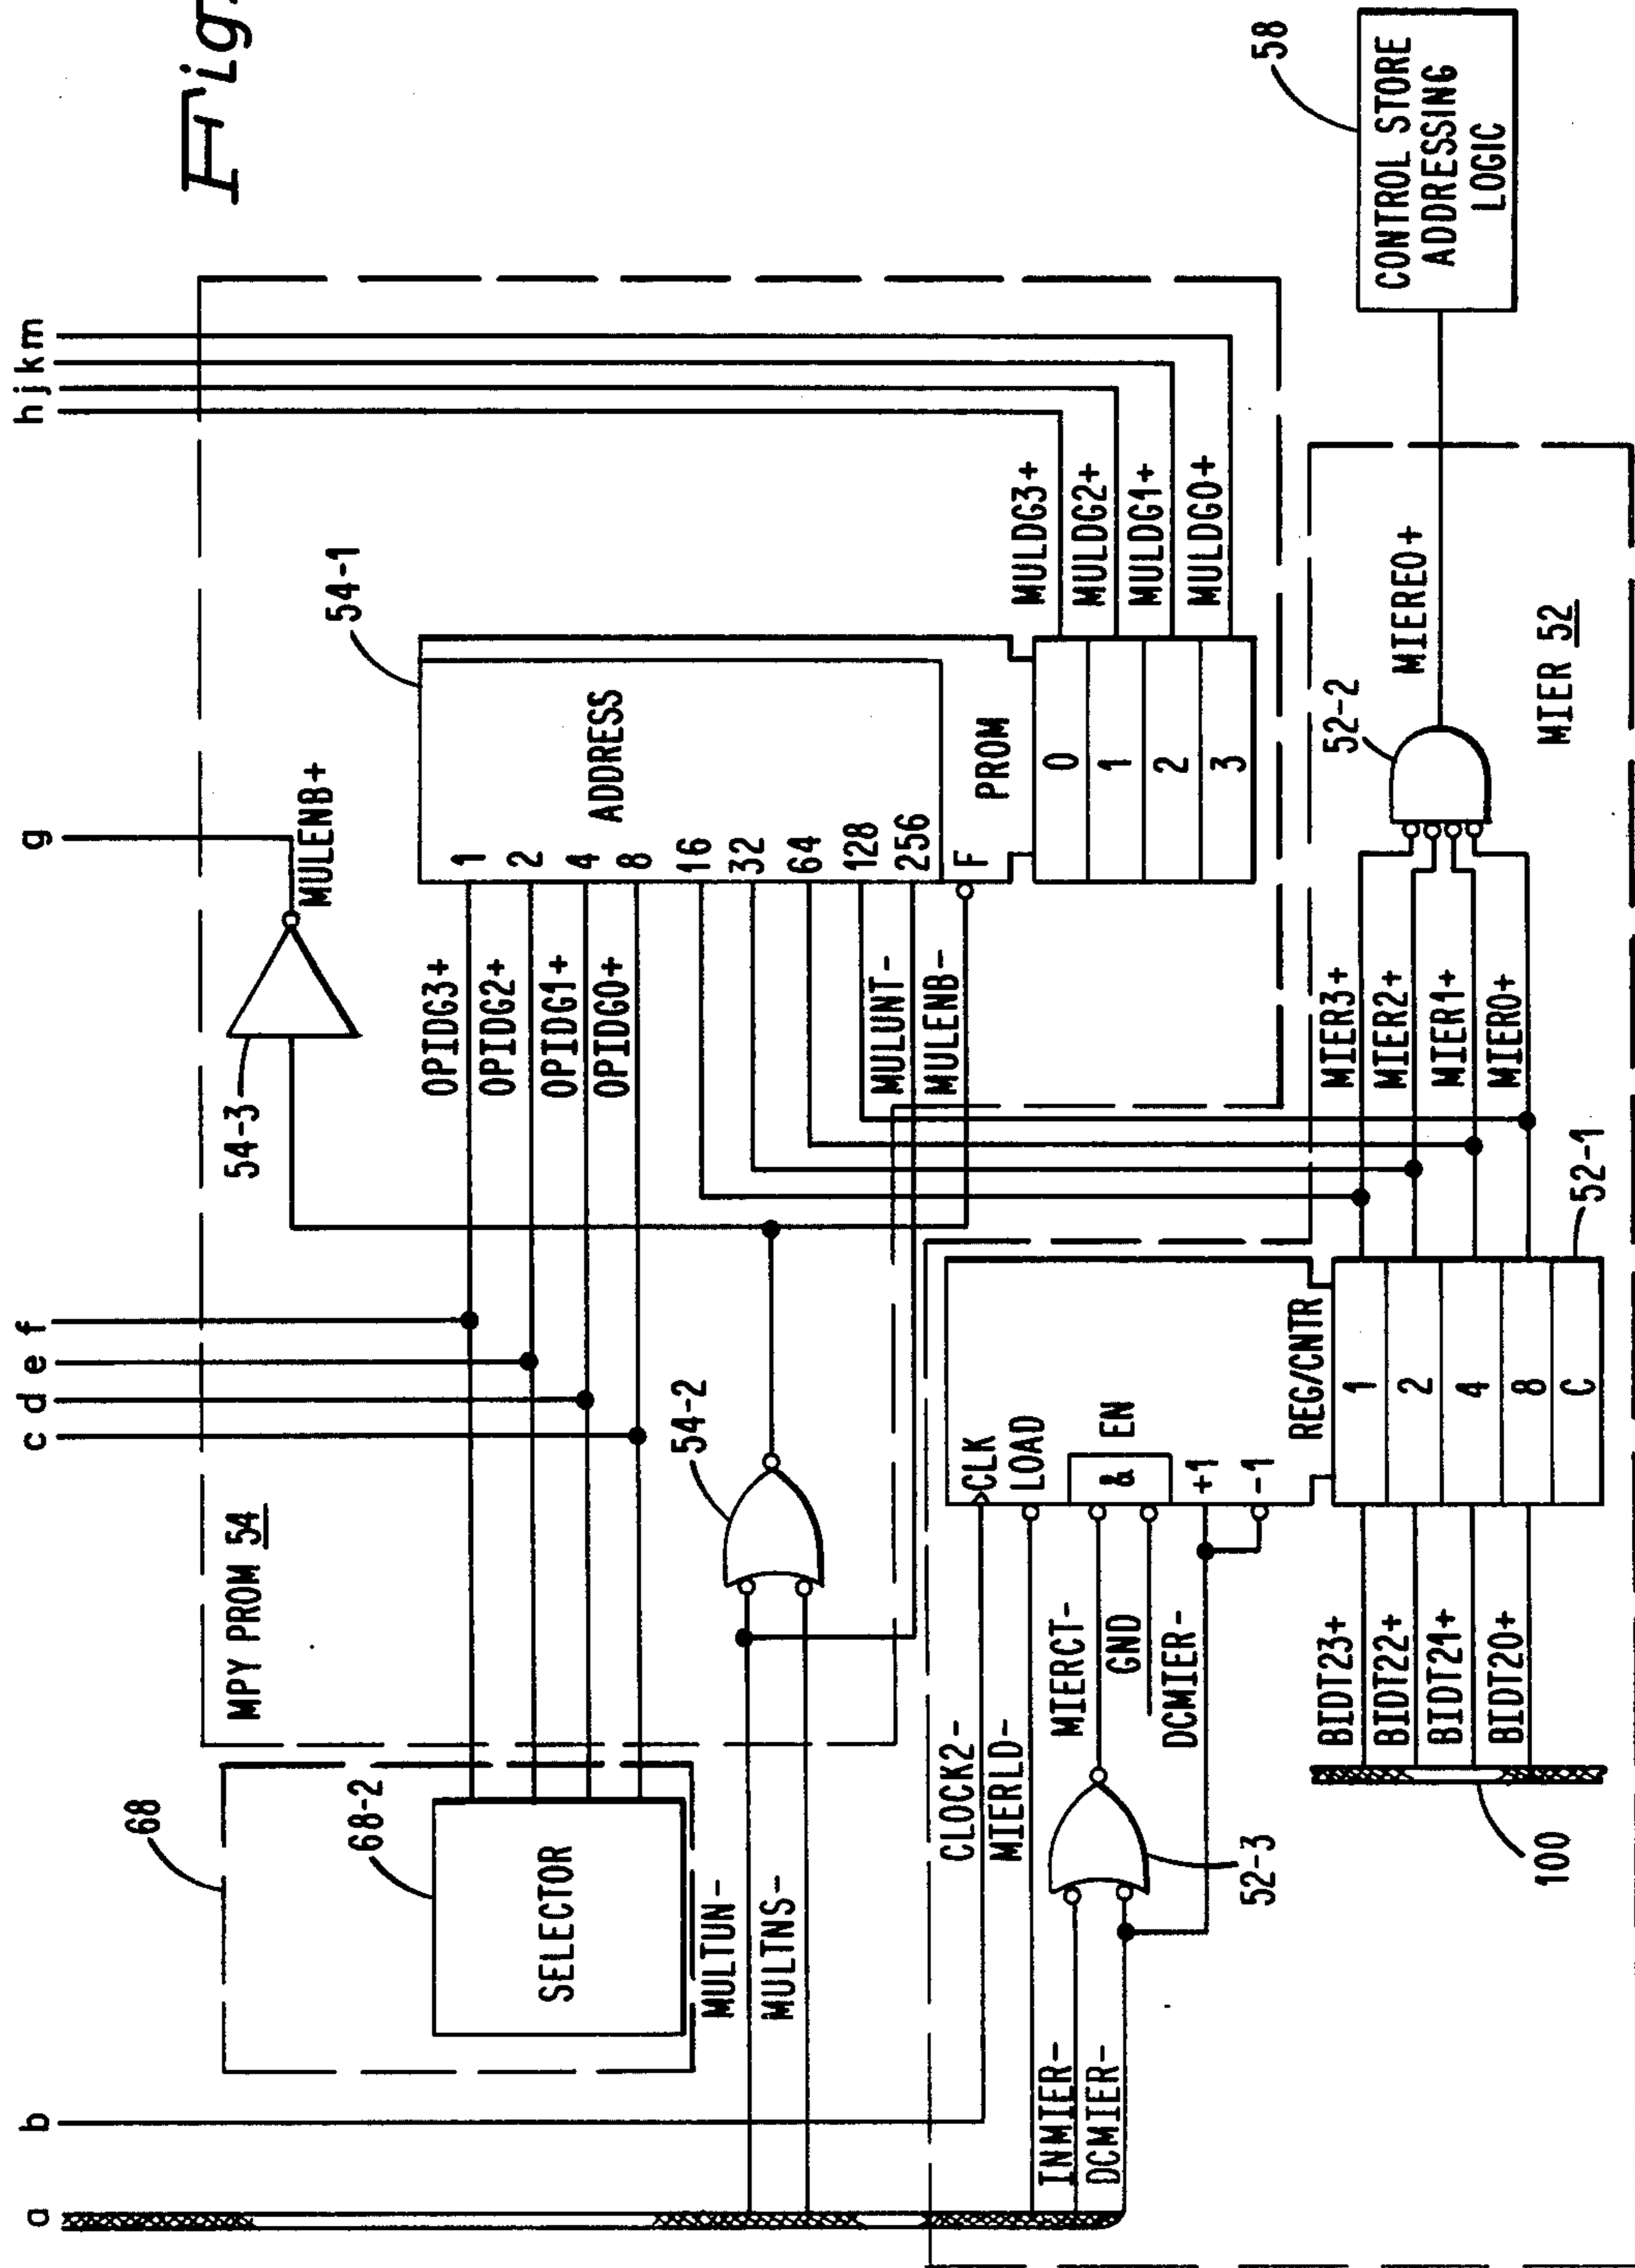 Fig.
a
b
c
d
e
f
g
h
j
k
m
68
68-2
SELECTOR
MPY PROM 54
54-3
MULENB+
54-1
OPIDG3+
OPIDG2+
OPIDG1+
OPIDG0+
1
2
4
8
16
32
64
128
256
F
ADDRESS
PROM
0
1
2
3
MULDG3+
MULDG2+
MULDG1+
MULDG0+
MULUNT-
MULENB-
54-2
MULTUN-
MULTNS-
CLOCK2-
MIERLD-
INMIER-
DCMIER-
52-3
MIERCT-
GND
DCMIER-
CLK
LOAD
&
EN
+1
-1
REG/CNTR
1
2
4
8
C
52-1
BIDT23+
BIDT22+
BIDT21+
BIDT20+
100
MIER3+
MIER2+
MIER1+
MIER0+
52-2
MIERE0+
MIER 52
58
CONTROL STORE
ADDRESSING
LOGIC